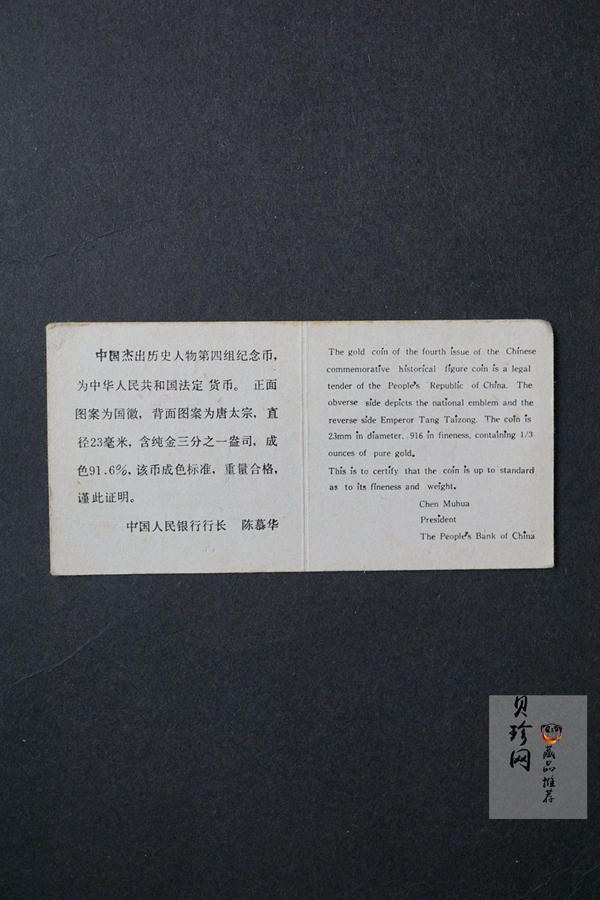 中国杰出历史人物第四组纪念币，
为中华人民共和国法定 货币。 正面
图案为国徽，背面图案为唐太宗，直
径23毫米，含纯金三分之一盎司，成
色91.6%，该币成色标准，重量合格，
谨此证明。
中国人民银行行长 陈慕华
The gold coin of the fourth issue of the Chinese
commemorative historical figure coin is a legal
tender of the People's Republic of China. The
obverse side depicts the national emblem and the
reverse side Emperor Tang Taizong. The coin is
23mm in diameter, .916 in fineness, containing 1/3
ounces of pure gold.
This is to certify that the coin is up to standard
as to its fineness and weight.
Chen Muhua
President
The People's Bank of China
贝珍网
藏品推荐